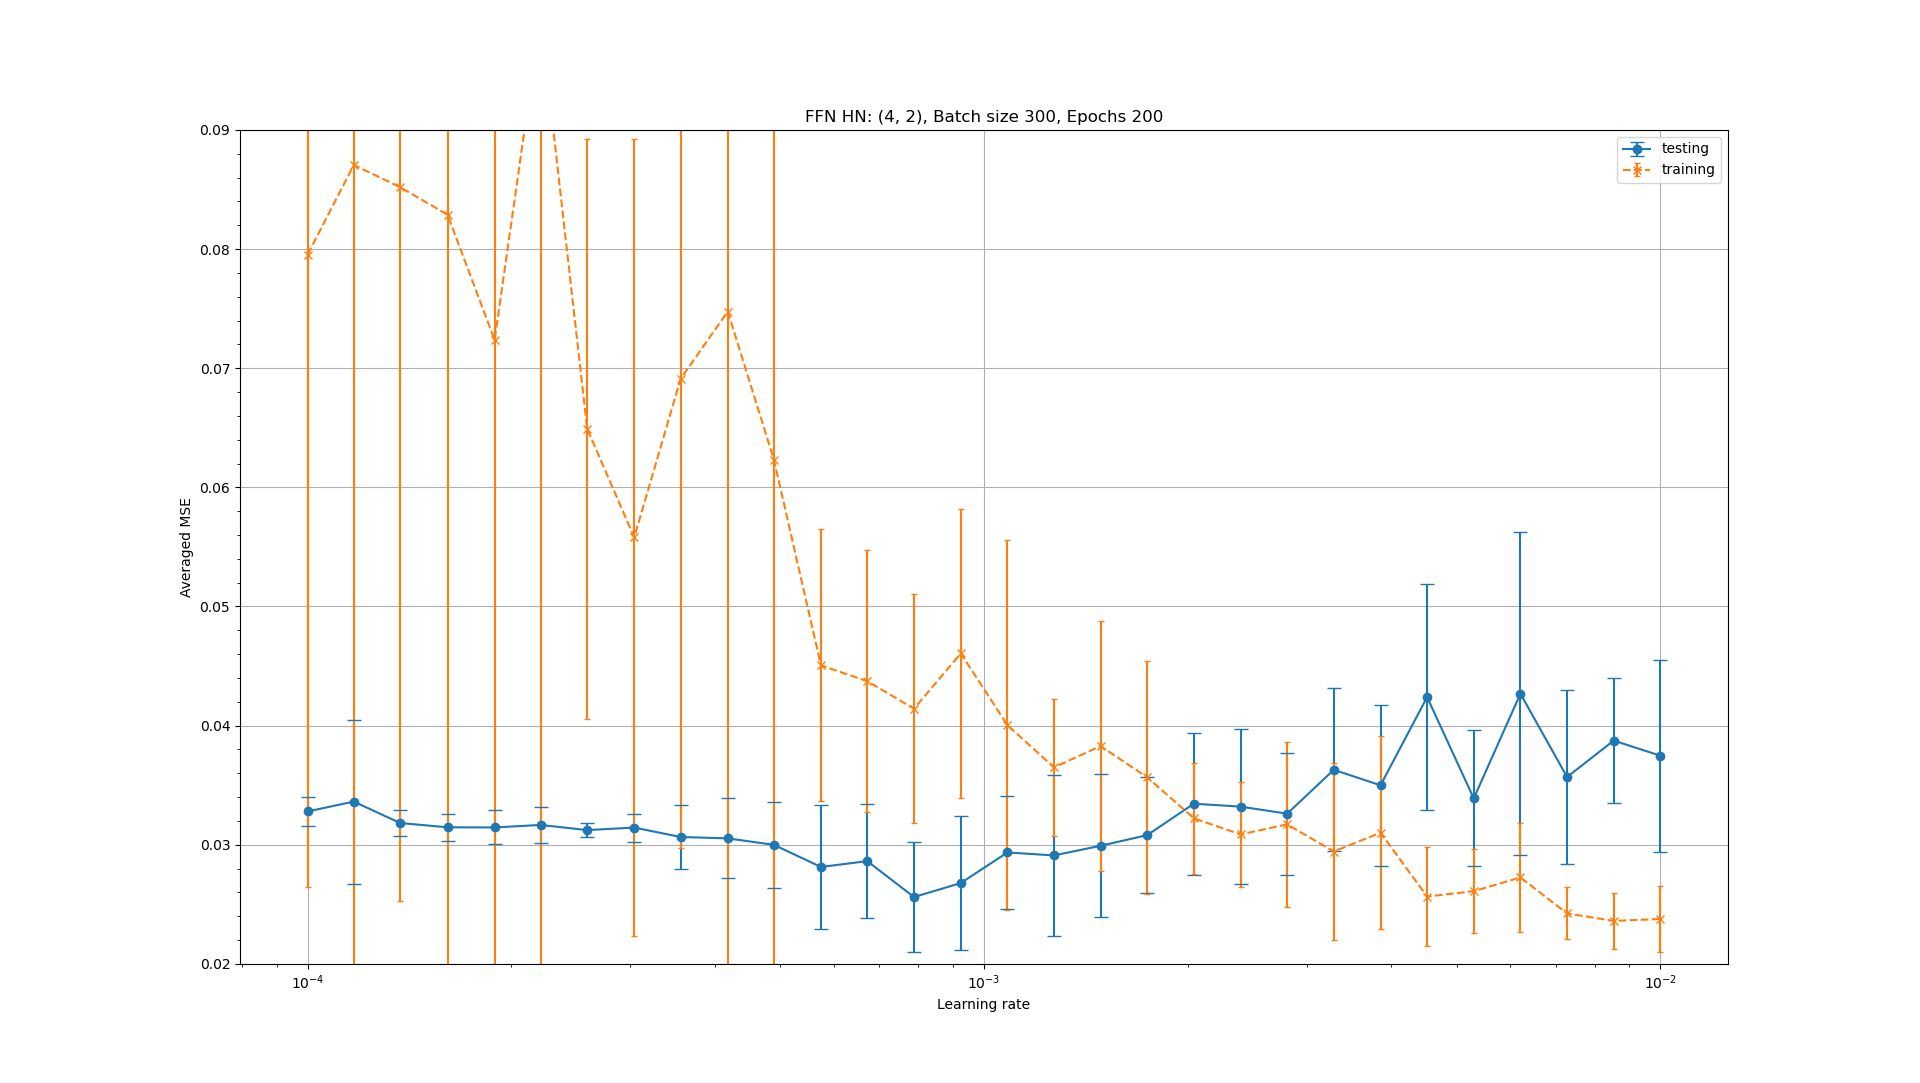 FFN HN: (4, 2), Batch size 300, Epochs 200
testing
training
0.09
0.08
0.07
0.06
0.05
0.04
0.03
0.02
Averaged MSE
10⁻⁴
10⁻³
10⁻²
Learning rate